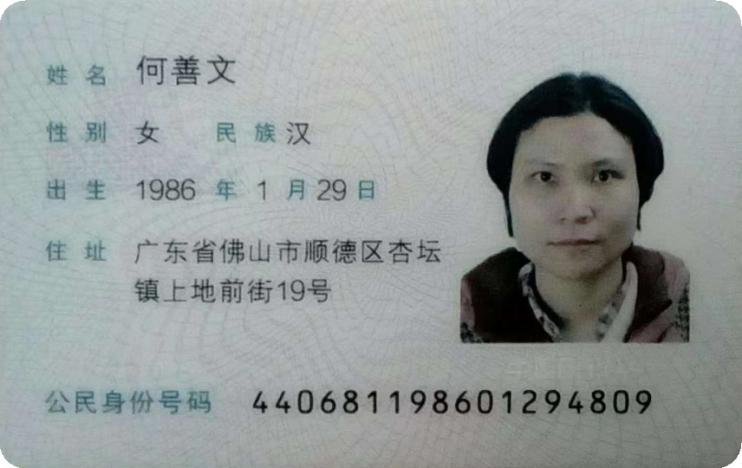 姓名 何善文
性别 女 民族 汉
出生 1986 年 1 月 29 日
住址 广东省佛山市顺德区杏坛
镇上地前街19号
公民身份号码 440681198601294809